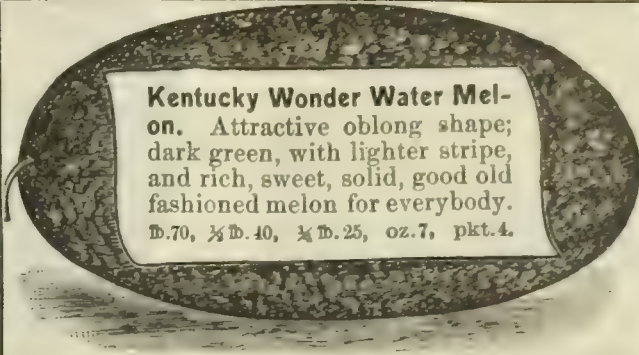 Kentucky Wonder Water Mel-
on. Attractive oblong shape;
dark green, with lighter stripe,
and rich, sweet, solid, good old
fashioned melon for everybody.
lb.70, ½ lb.40, ¼ lb.25, oz.7, pkt.4.